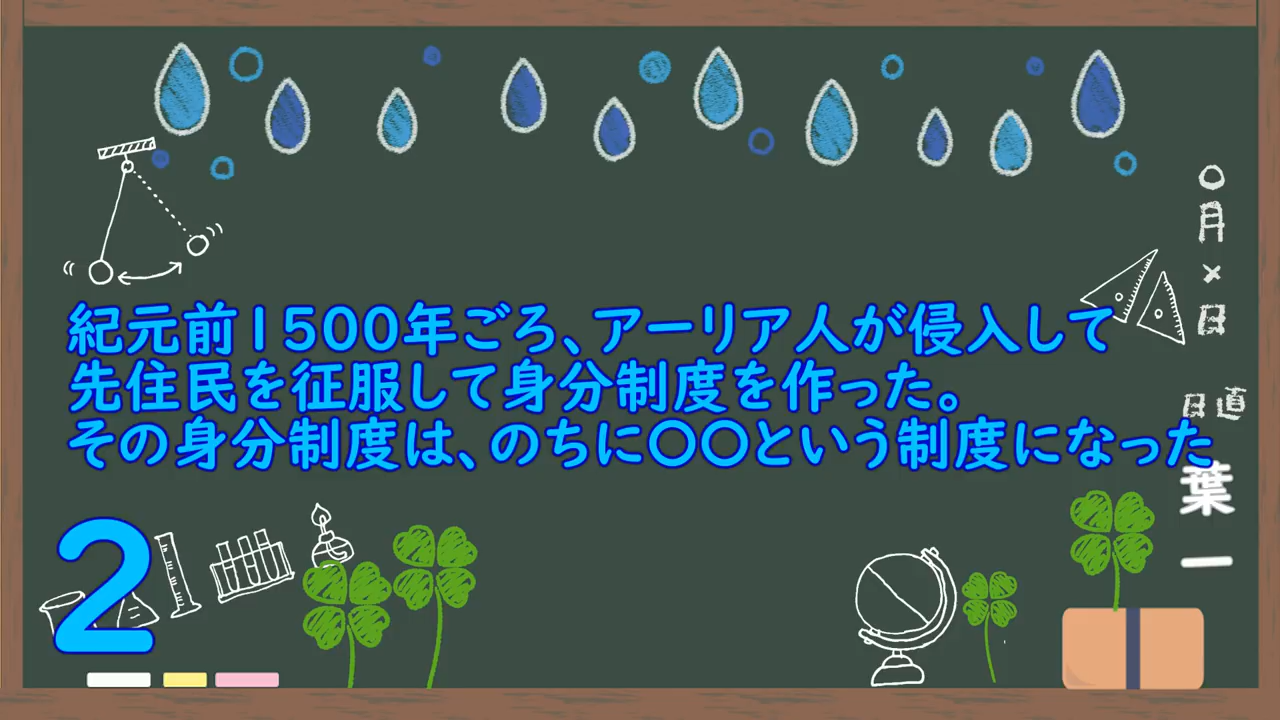 紀元前1500年ごろ、アーリア人が侵入して
先住民を征服して身分制度を作った。
その身分制度は、のちに〇〇という制度になった
2
〇月×日
日直
葉一